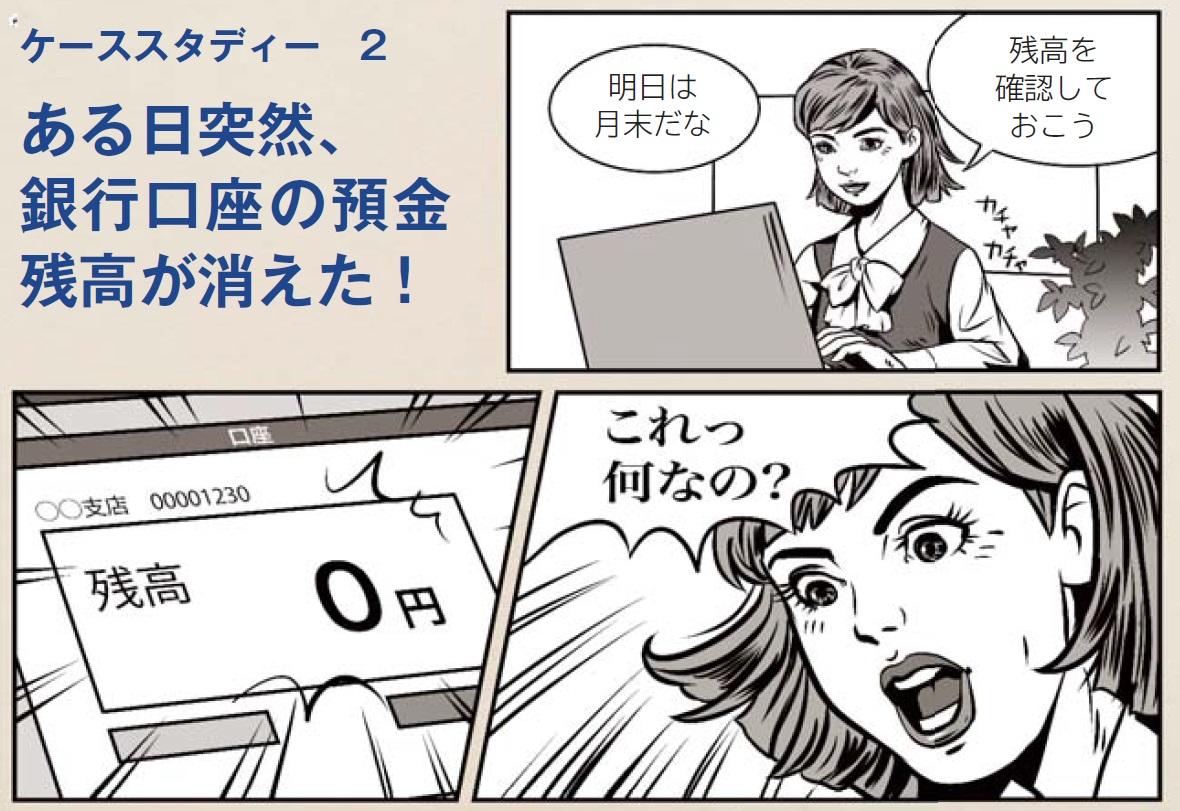 ケーススタディー　2
ある日突然、
銀行口座の預金
残高が消えた！
残高を
確認して
おこう
明日は
月末だな
カチャ
カチャ
口座
○○支店　00001230
残高　0円
これっ
何なの？